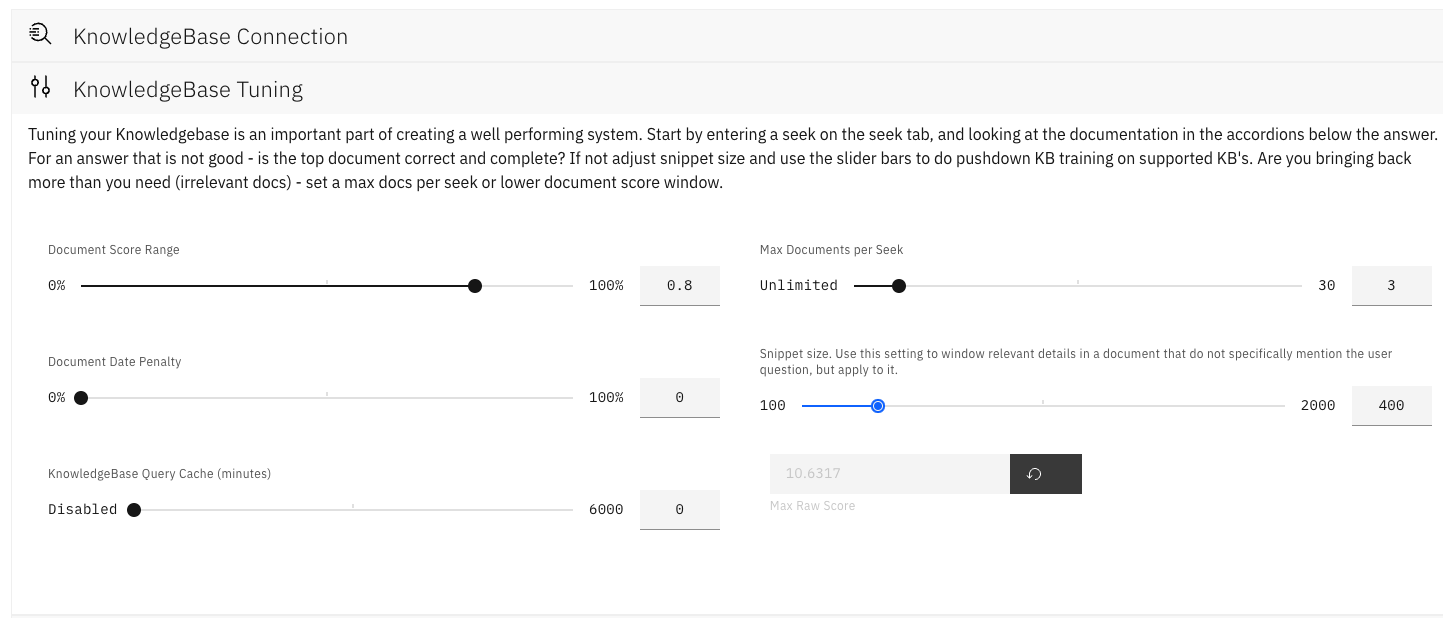 KnowledgeBase Connection
KnowledgeBase Tuning
Tuning your Knowledgebase is an important part of creating a well performing system. Start by entering a seek on the seek tab, and looking at the documentation in the accordions below the answer.
For an answer that is not good - is the top document correct and complete? If not adjust snippet size and use the slider bars to do pushdown KB training on supported KB's. Are you bringing back
more than you need (irrelevant docs) - set a max docs per seek or lower document score window.
Document Score Range
0% 100% 0.8
Max Documents per Seek
Unlimited 30 3
Document Date Penalty
0% 100% 0
Snippet size. Use this setting to window relevant details in a document that do not specifically mention the user
question, but apply to it.
100 2000 400
KnowledgeBase Query Cache (minutes)
Disabled 6000 0
10.6317
Max Raw Score